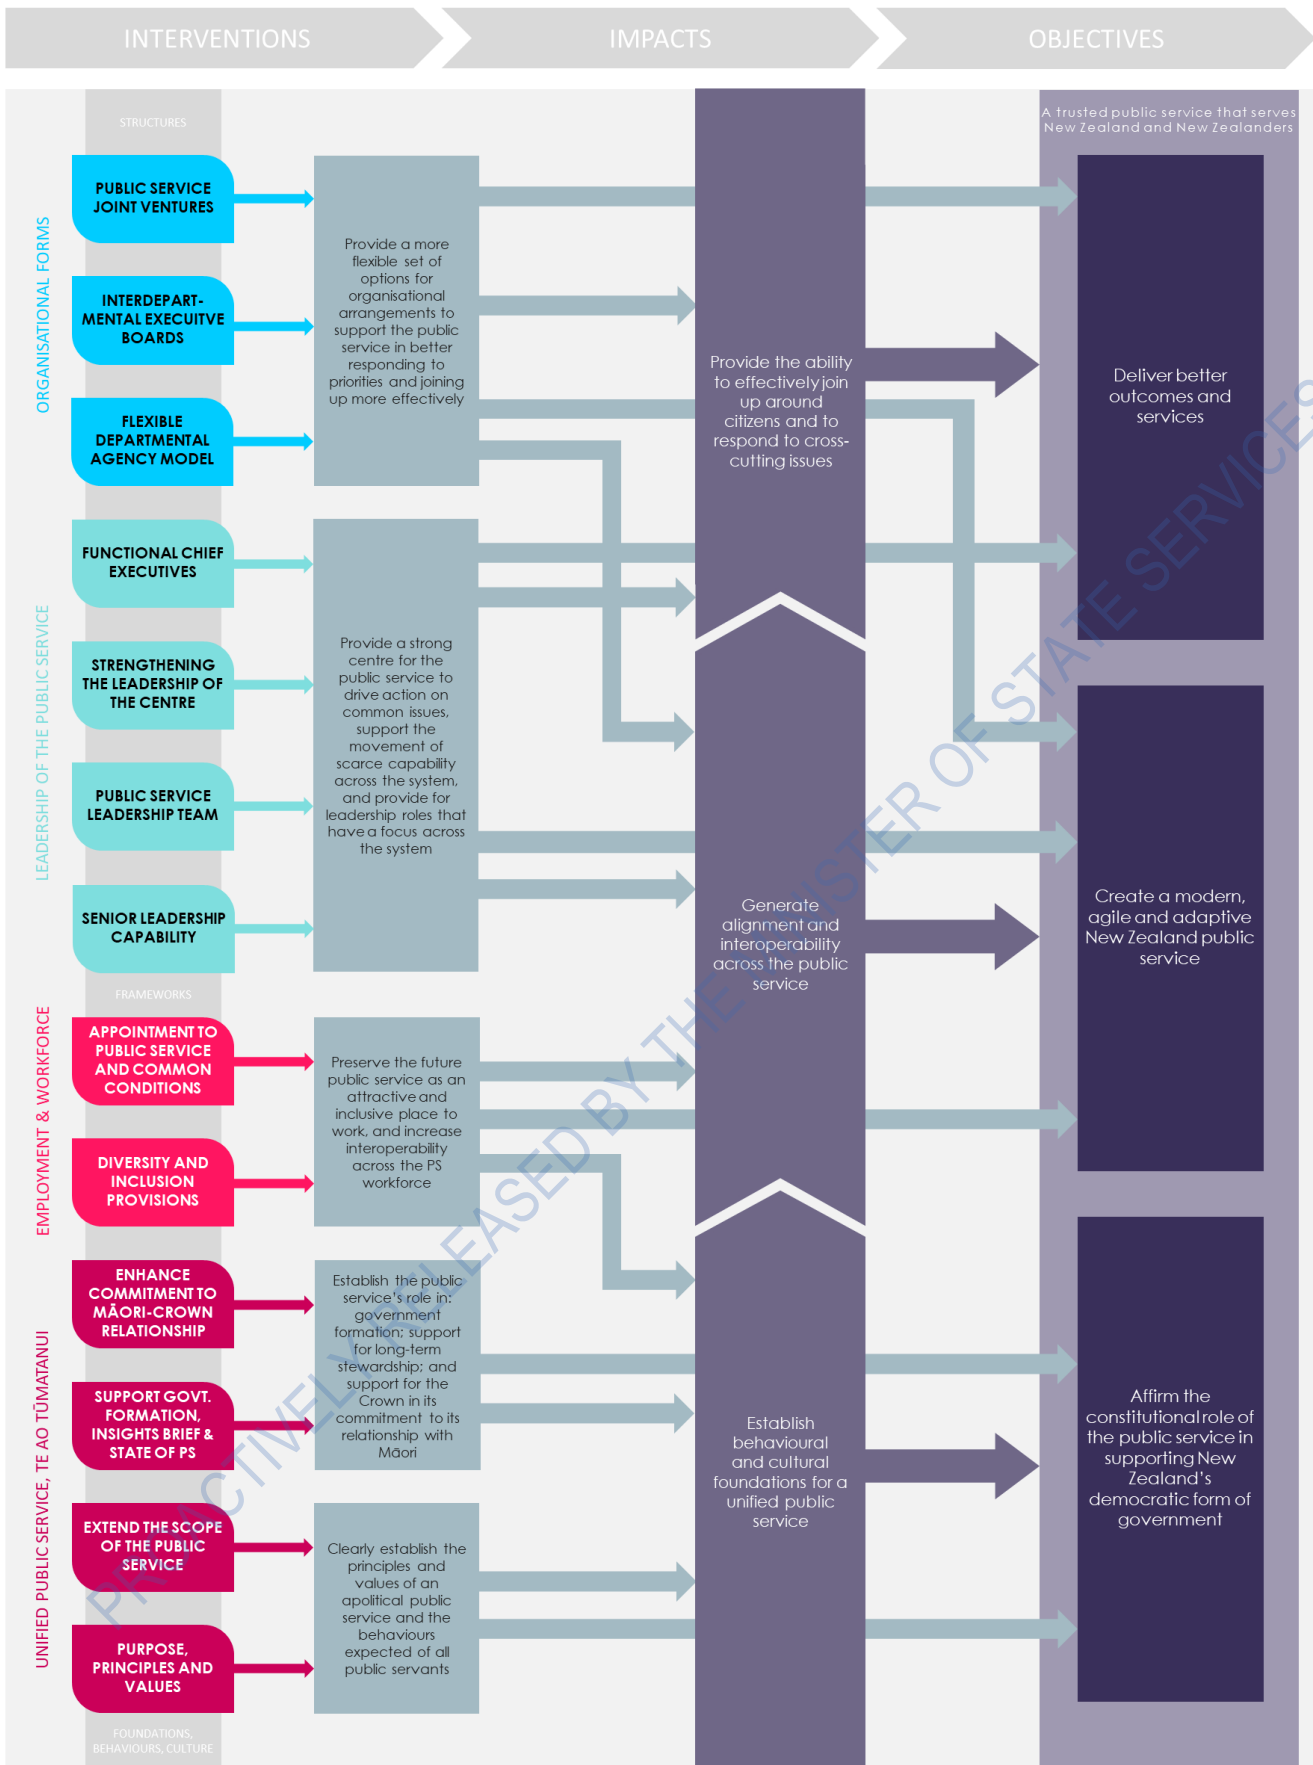 INTERVENTIONS
IMPACTS
OBJECTIVES
STRUCTURES
A trusted public service that serves
New Zealand and New Zealanders
ORGANISATIONAL FORMS
PUBLIC SERVICE
JOINT VENTURES
INTERDEPART-
MENTAL EXECUITVE
BOARDS
FLEXIBLE
DEPARTMENTAL
AGENCY MODEL
Provide a more
flexible set of
options for
organisational
arrangements to
support the public
service in better
responding to
priorities and joining
up more effectively
LEADERSHIP OF THE PUBLIC SERVICE
FUNCTIONAL CHIEF
EXECUTIVES
STRENGTHENING
THE LEADERSHIP OF
THE CENTRE
PUBLIC SERVICE
LEADERSHIP TEAM
SENIOR LEADERSHIP
CAPABILITY
Provide a strong
centre for the
public service to
drive action on
common issues,
support the
movement of
scarce capability
across the system,
and provide for
leadership roles that
have a focus across
the system
FRAMEWORKS
EMPLOYMENT & WORKFORCE
APPOINTMENT TO
PUBLIC SERVICE
AND COMMON
CONDITIONS
DIVERSITY AND
INCLUSION
PROVISIONS
Preserve the future
public service as an
attractive and
inclusive place to
work, and increase
interoperability
across the PS
workforce
UNIFIED PUBLIC SERVICE, TE AO TŪMATANUI
ENHANCE
COMMITMENT TO
MĀORI-CROWN
RELATIONSHIP
SUPPORT GOVT.
FORMATION,
INSIGHTS BRIEF &
STATE OF PS
Establish the public
service's role in:
government
formation; support
for long-term
stewardship; and
support for the
Crown in its
commitment to its
relationship with
Māori
EXTEND THE SCOPE
OF THE PUBLIC
SERVICE
PURPOSE,
PRINCIPLES AND
VALUES
Clearly establish the
principles and
values of an
apolitical public
service and the
behaviours
expected of all
public servants
FOUNDATIONS,
BEHAVIOURS, CULTURE
Provide the ability
to effectively join
up around
citizens and to
respond to cross-
cutting issues
Generate
alignment and
interoperability
across the public
service
Establish
behavioural
and cultural
foundations for a
unified public
service
Deliver better
outcomes and
services
Create a modern,
agile and adaptive
New Zealand public
service
Affirm the
constitutional role of
the public service in
supporting New
Zealand's
democratic form of
government
PROACTIVELY RELEASED BY THE MINISTER OF STATE SERVICES